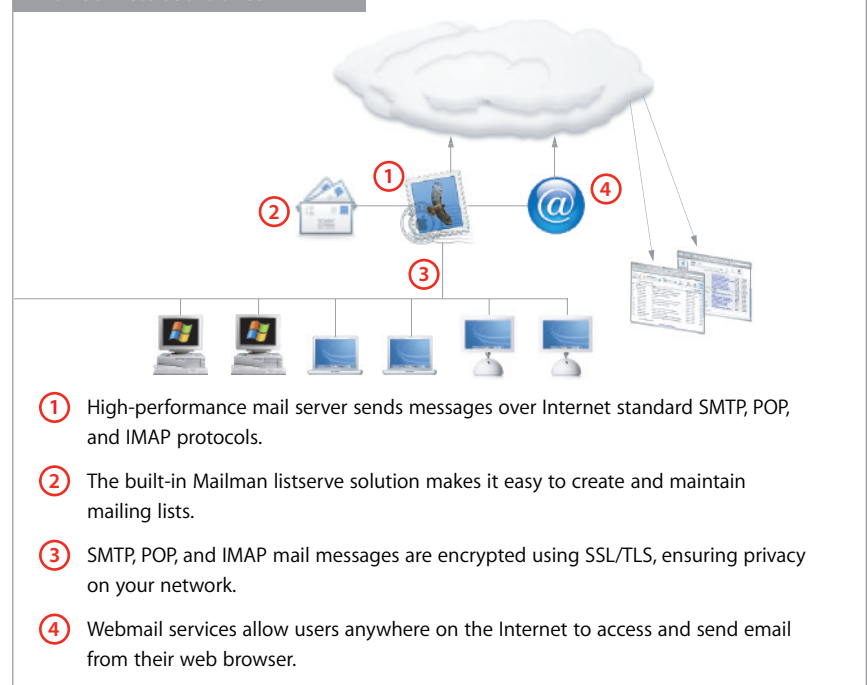 1
4
2
@
3
1 High-performance mail server sends messages over Internet standard SMTP, POP,
and IMAP protocols.
2 The built-in Mailman listserve solution makes it easy to create and maintain
mailing lists.
3 SMTP, POP, and IMAP mail messages are encrypted using SSL/TLS, ensuring privacy
on your network.
4 Webmail services allow users anywhere on the Internet to access and send email
from their web browser.